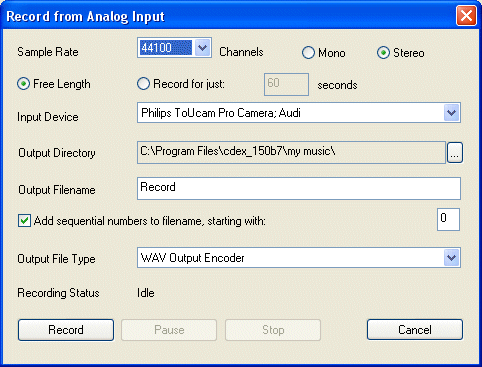 Record from Analog Input
Sample Rate 44100 Channels Mono Stereo
Free Length Record for just: 60 seconds
Input Device Philips ToUcam Pro Camera; Audi
Output Directory C:\Program Files\cdex_150b7\my music\ ...
Output Filename Record
Add sequential numbers to filename, starting with: 0
Output File Type WAV Output Encoder
Recording Status Idle
Record Pause Stop Cancel